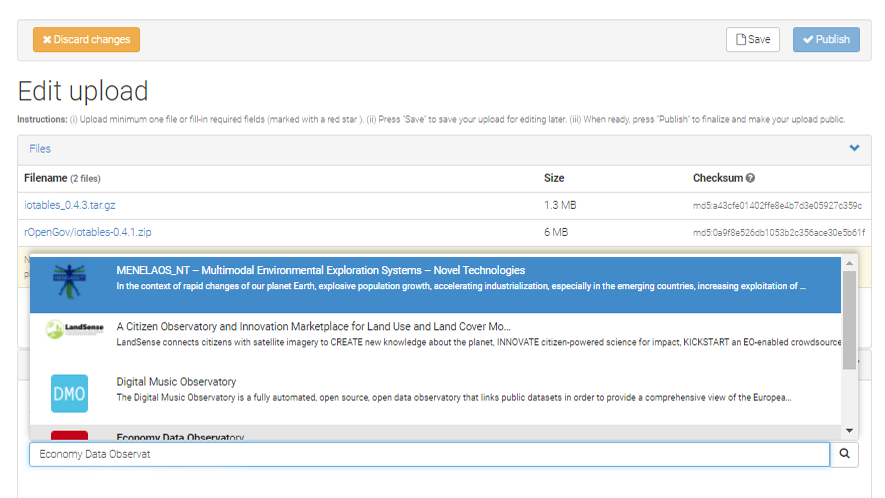 Discard changes
Save
Publish
Edit upload
Instructions: (i) Upload minimum one file or fill-in required fields (marked with a red star ). (ii) Press "Save" to save your upload for editing later. (iii) When ready, press "Publish" to finalize and make your upload public.
Files
Filename (2 files) Size Checksum
iotables_0.4.3.tar.gz 1.3 MB md5:a43cfe01402ffe8e4b7d3e05927c359c
rOpenGov/iotables-0.4.1.zip 6 MB md5:0a9f8e526db1053b2c356ace30e5b61f
MENELAOS_NT – Multimodal Environmental Exploration Systems – Novel Technologies
In the context of rapid changes of our planet Earth, explosive population growth, accelerating industrialization, especially in the emerging countries, increasing exploitation of ...
LandSense
A Citizen Observatory and Innovation Marketplace for Land Use and Land Cover Mo...
LandSense connects citizens with satellite imagery to CREATE new knowledge about the planet, INNOVATE citizen-powered science for impact, KICKSTART an EO-enabled crowdsource
DMO
Digital Music Observatory
The Digital Music Observatory is a fully automated, open source, open data observatory that links public datasets in order to provide a comprehensive view of the Europea...
Economy Data Observatory
Economy Data Observat